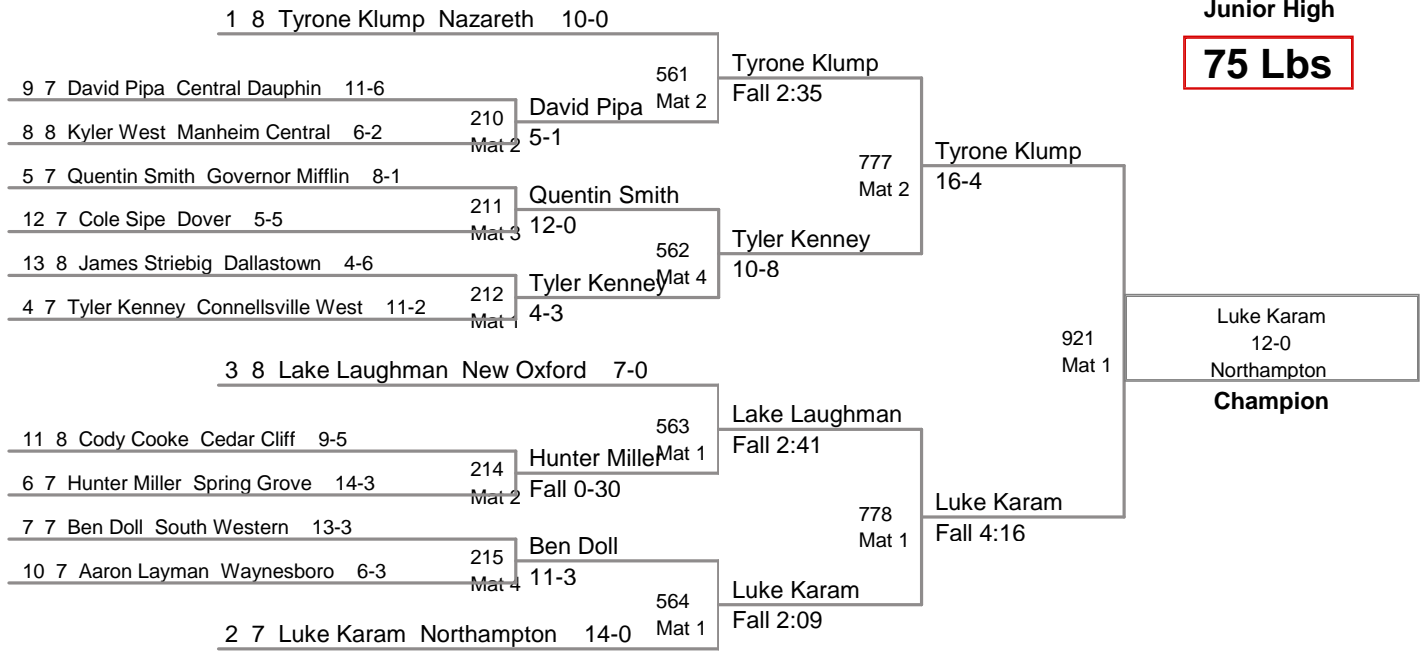 Junior High
75 Lbs
1 8 Tyrone Klump Nazareth 10-0
9 7 David Pipa Central Dauphin 11-6
8 8 Kyler West Manheim Central 6-2
5 7 Quentin Smith Governor Mifflin 8-1
12 7 Cole Sipe Dover 5-5
13 8 James Striebig Dallastown 4-6
4 7 Tyler Kenney Connellsville West 11-2
3 8 Lake Laughman New Oxford 7-0
11 8 Cody Cooke Cedar Cliff 9-5
6 7 Hunter Miller Spring Grove 14-3
7 7 Ben Doll South Western 13-3
10 7 Aaron Layman Waynesboro 6-3
2 7 Luke Karam Northampton 14-0
210
Mat 2
David Pipa
5-1
211
Mat 3
Quentin Smith
12-0
212
Mat 1
Tyler Kenney
4-3
214
Mat 2
Hunter Miller
Fall 0-30
215
Mat 4
Ben Doll
11-3
561
Mat 2
Tyrone Klump
Fall 2:35
562
Mat 4
Tyler Kenney
10-8
563
Mat 1
Lake Laughman
Fall 2:41
564
Mat 1
Luke Karam
Fall 2:09
777
Mat 2
Tyrone Klump
16-4
778
Mat 1
Luke Karam
Fall 4:16
921
Mat 1
Luke Karam
12-0
Northampton
Champion